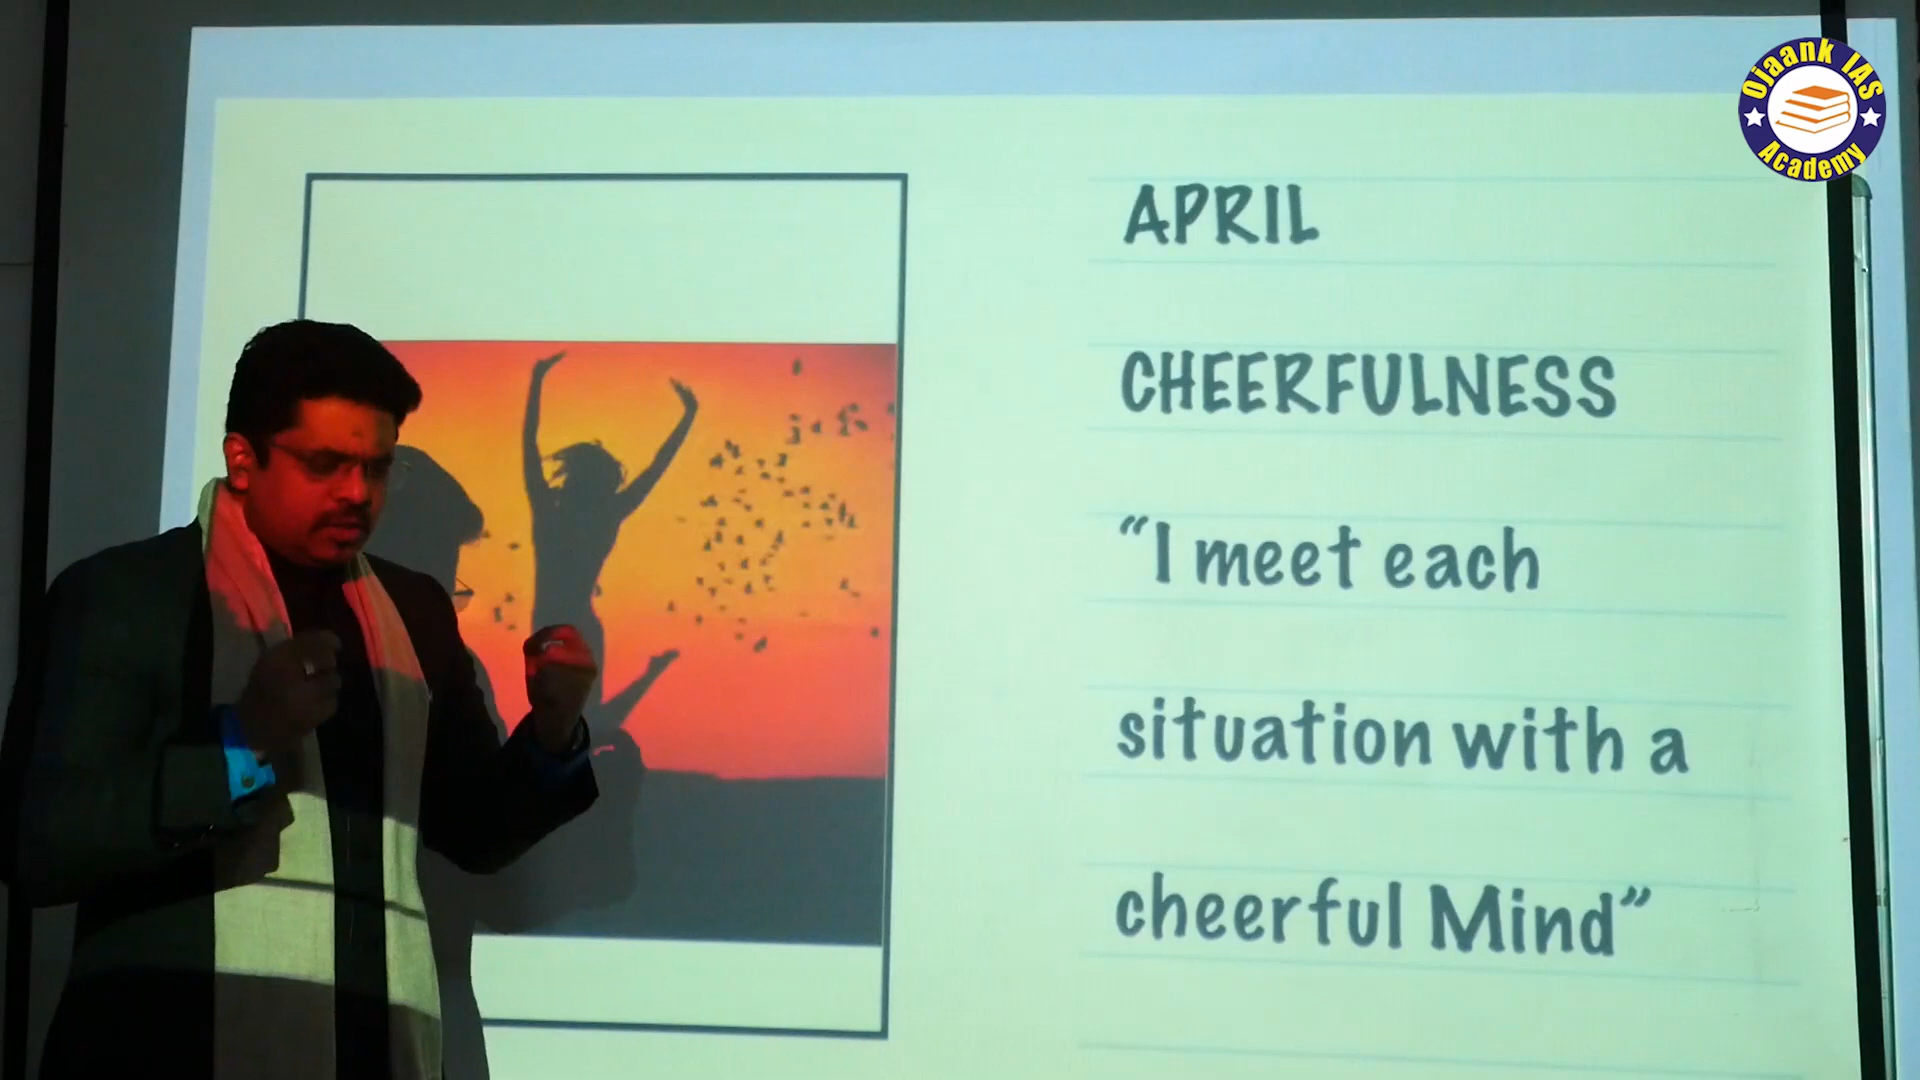 Ojaank IAS
Academy
APRIL
CHEERFULNESS
“I meet each
situation with a
cheerful Mind”